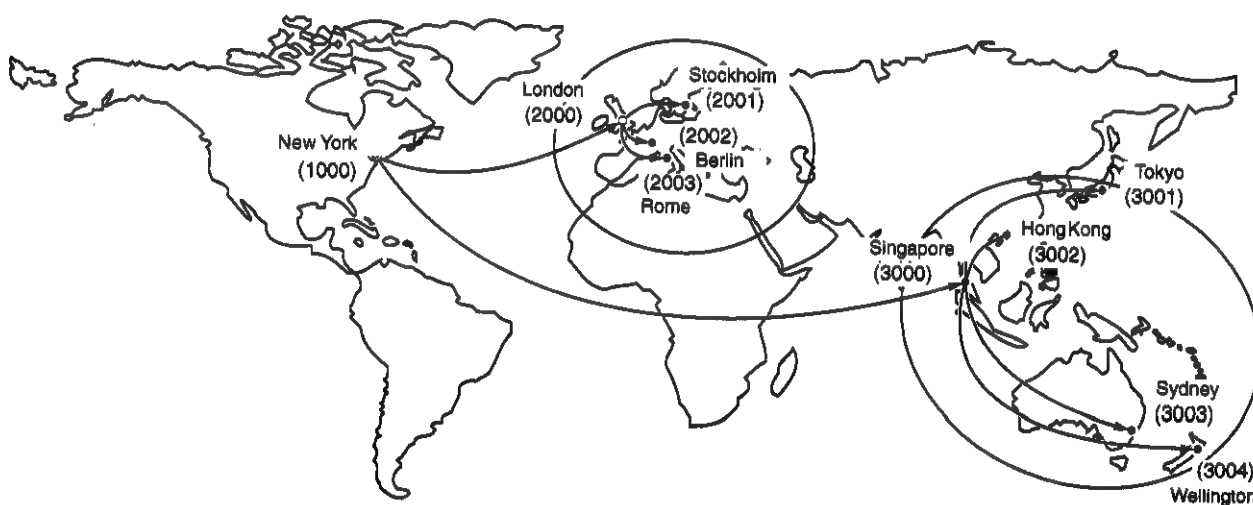 Stockholm
(2001)
London
(2000)
(2002)
Berlin
(2003)
Rome
New York
(1000)
Tokyo
(3001)
Hong Kong
(3002)
Singapore
(3000)
Sydney
(3003)
(3004)
Wellington